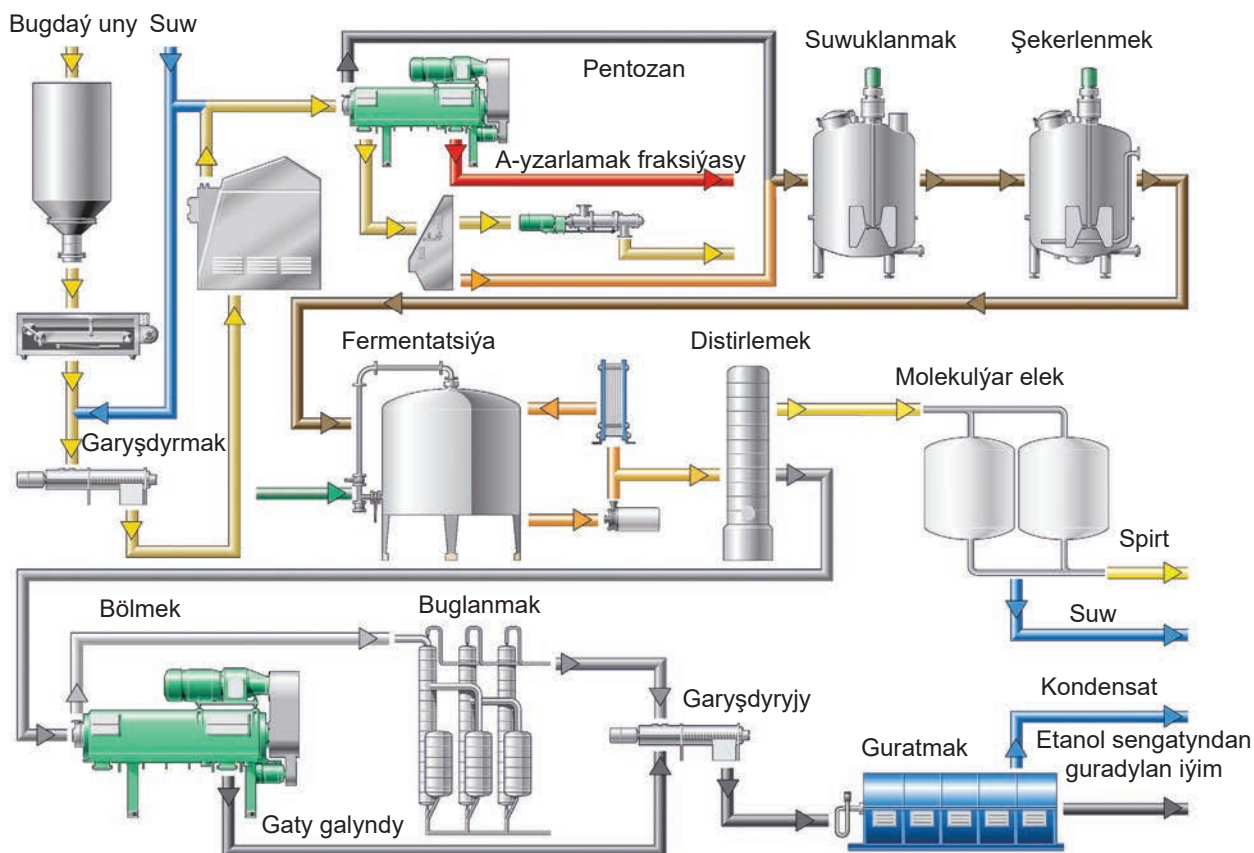 Bugdaý uny
Suw
Pentozan
Suwuklanmak
Şekerlenmek
A-yzarlamak fraksiýasy
Fermentatsiýa
Distirlemek
Molekulýar elek
Garyşdyrmak
Spirt
Suw
Bölmek
Buglanmak
Garyşdyryjy
Kondensat
Guratmak
Etanol sengatyndan
guradylan iýim
Gaty galyndy